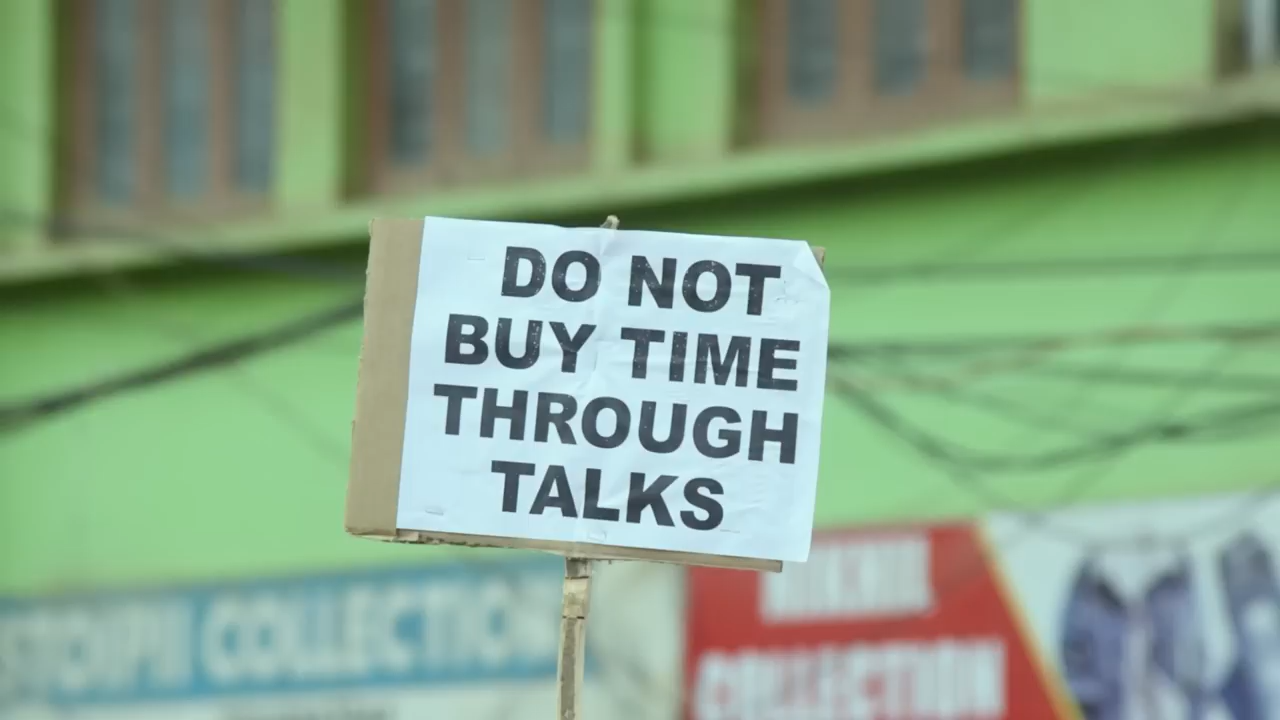 DO NOT
BUY TIME
THROUGH
TALKS
COLLECTION
COLLECTION